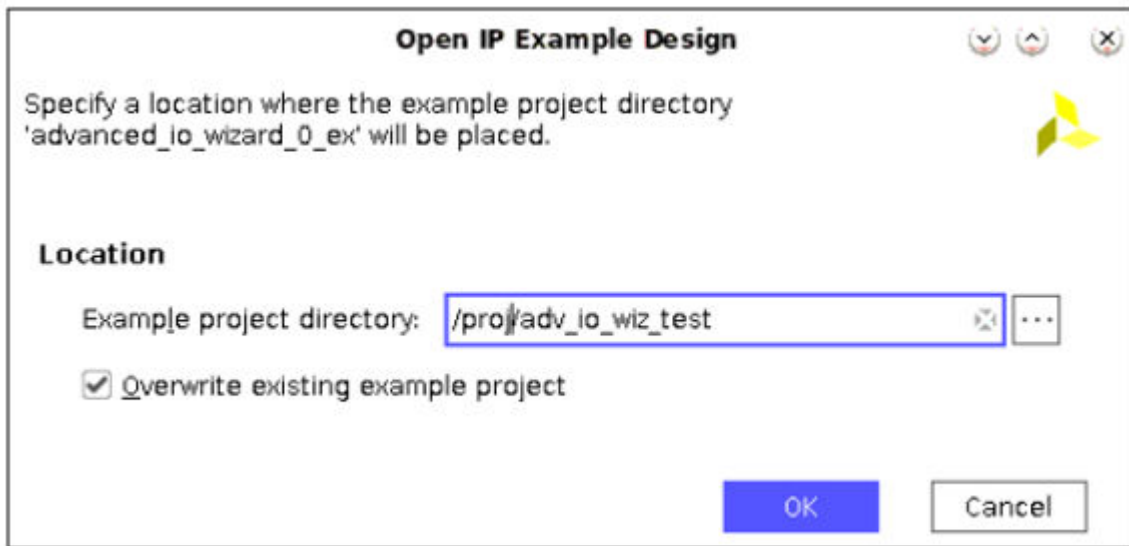 Open IP Example Design
Specify a location where the example project directory
'advanced_io_wizard_0_ex' will be placed.
Location
Example project directory: /proj/adv_io_wiz_test ...
Overwrite existing example project
OK Cancel